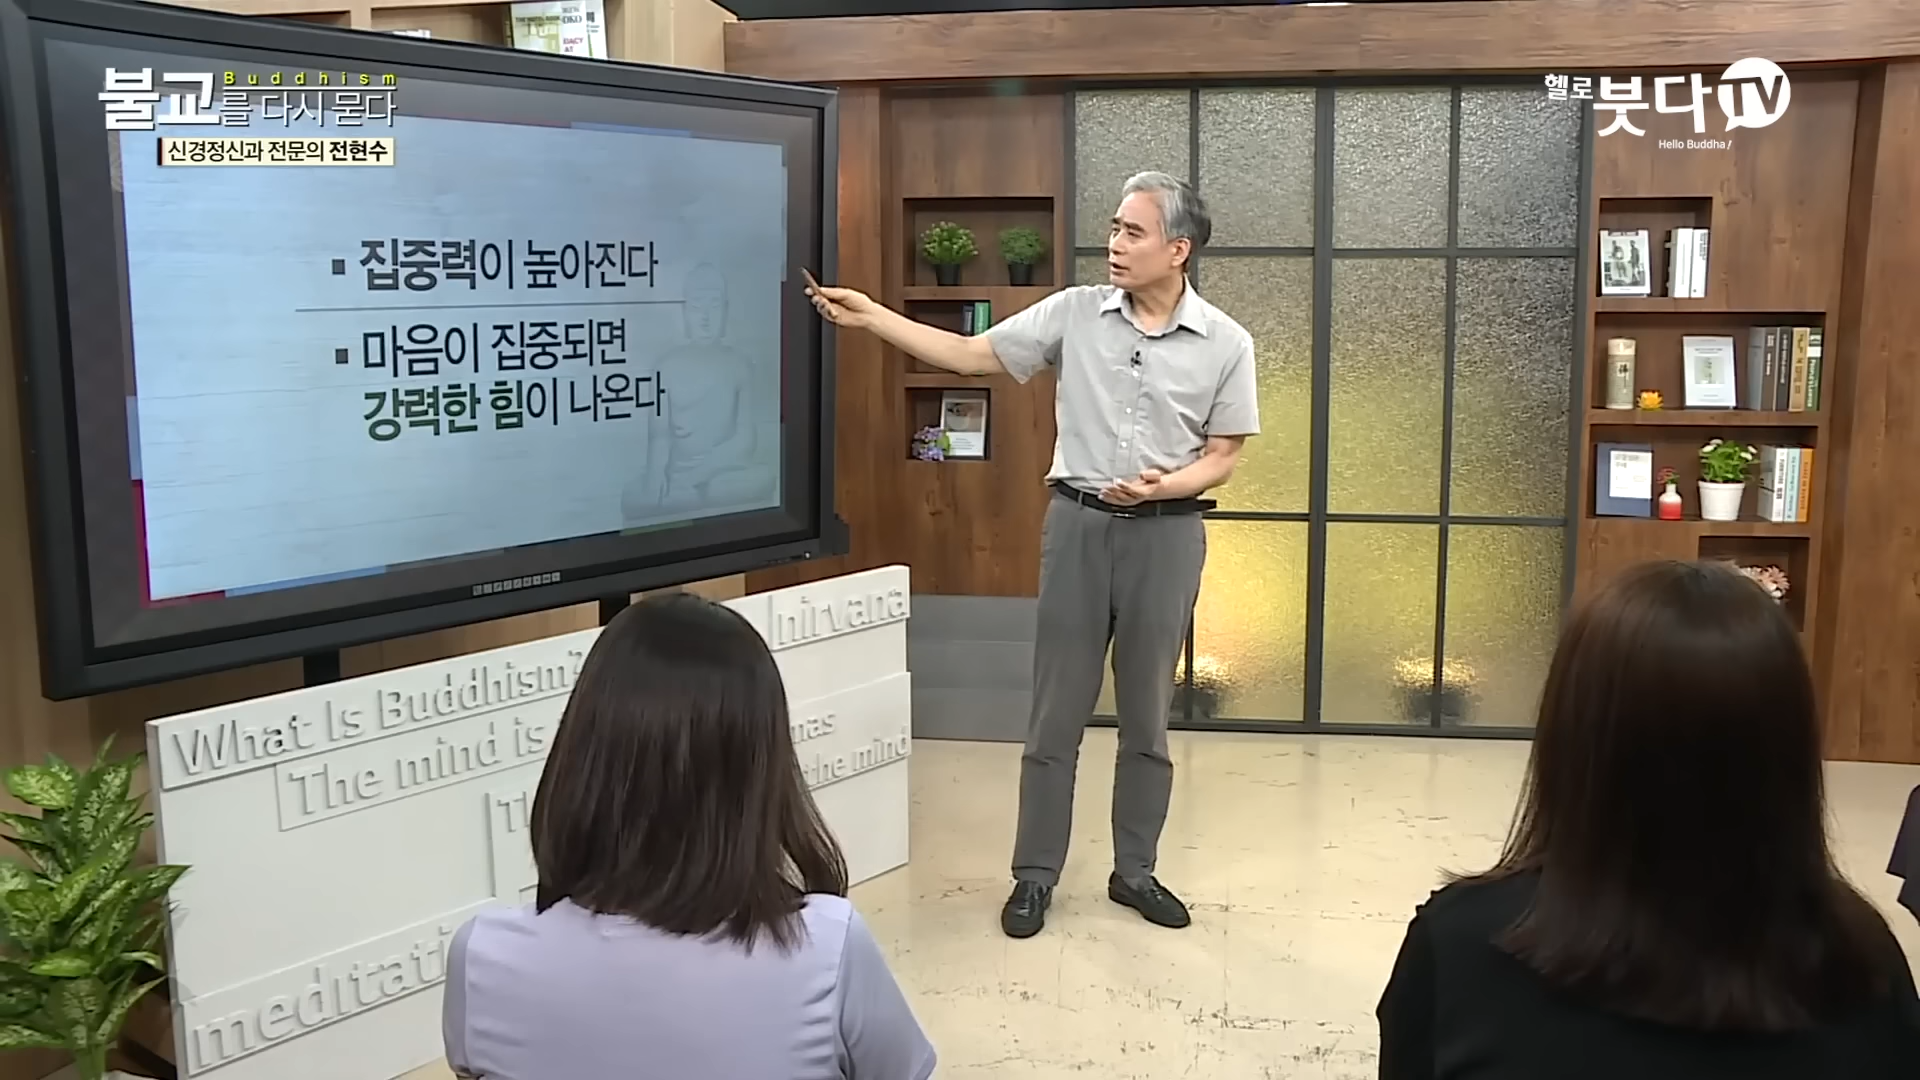 Buddhism
불교를 다시 묻다
신경정신과 전문의 전현수
헬로붓다TV
Hello Buddha!
▪ 집중력이 높아진다
▪ 마음이 집중되면
강력한 힘이 나온다
nirvana
What Is Buddhism?
The mind is
mas
the mind
meditati